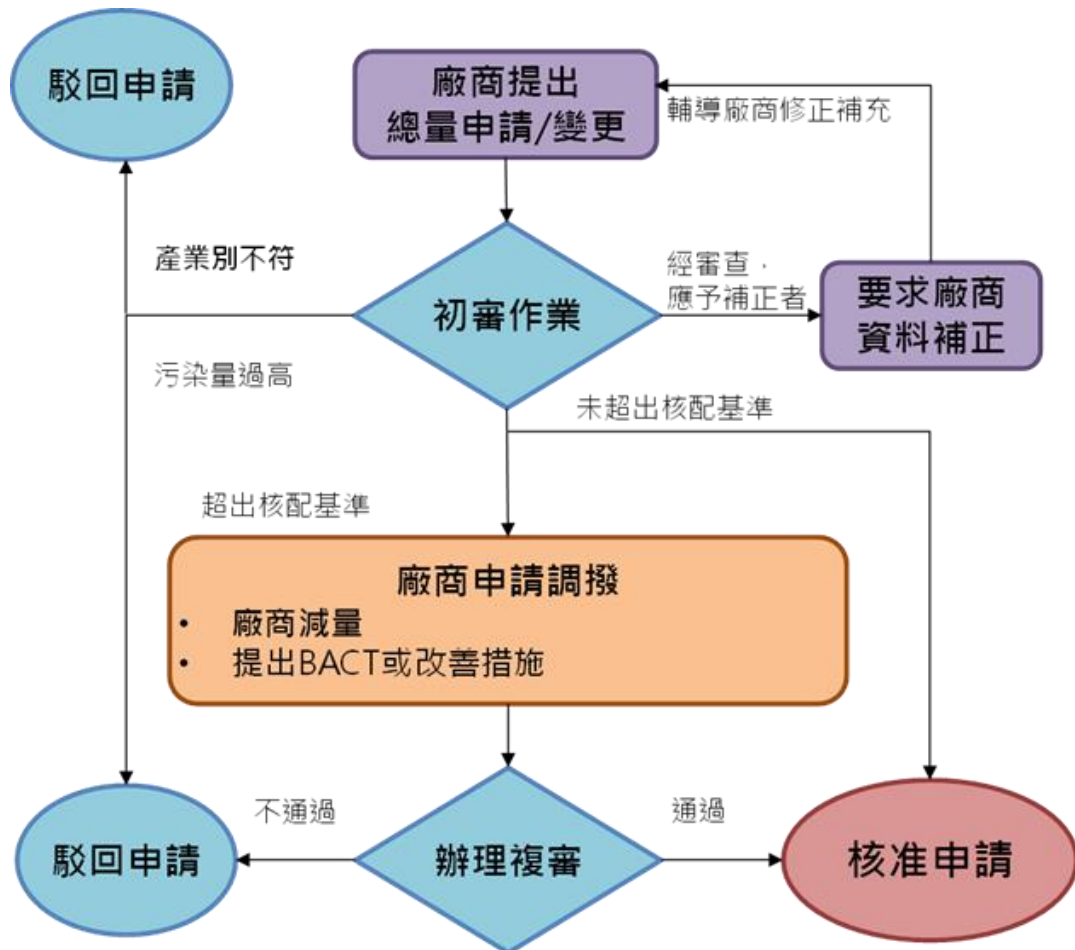 駁回申請
廠商提出
總量申請/變更
輔導廠商修正補充
產業別不符
初審作業
經審查，
應予補正者
要求廠商
資料補正
污染量過高
未超出核配基準
超出核配基準
廠商申請調撥
• 廠商減量
• 提出BACT或改善措施
不通過
通過
駁回申請
辦理複審
核准申請